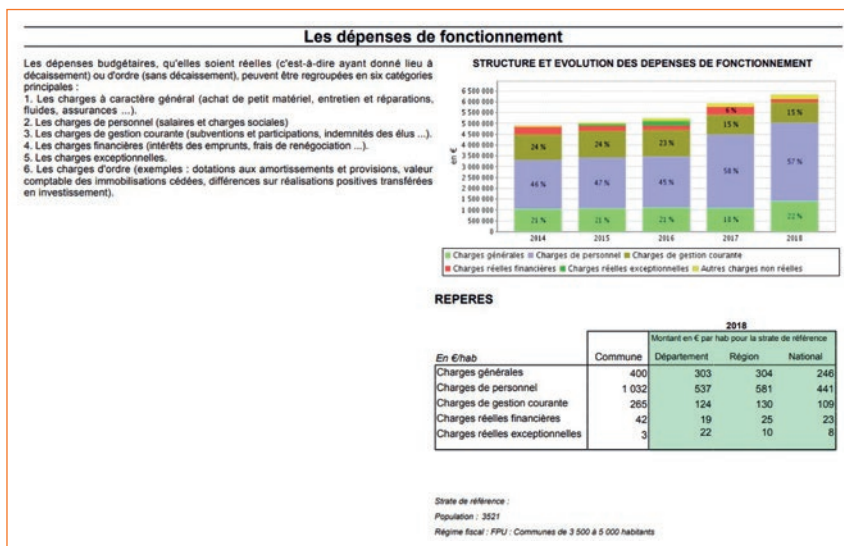 Les dépenses de fonctionnement
Les dépenses budgétaires, qu'elles soient réelles (c'est-à-dire ayant donné lieu à
décaissement) ou d'ordre (sans décaissement), peuvent être regroupées en six catégories
principales :
1. Les charges à caractère général (achat de petit matériel, entretien et réparations,
fluides, assurances ...).
2. Les charges de personnel (salaires et charges sociales)
3. Les charges de gestion courante (subventions et participations, indemnités des élus ...).
4. Les charges financières (intérêts des emprunts, frais de renégociation ...).
5. Les charges exceptionnelles.
6. Les charges d'ordre (exemples : dotations aux amortissements et provisions, valeur
comptable des immobilisations cédées, différences sur réalisations positives transférées
en investissement).
STRUCTURE ET EVOLUTION DES DEPENSES DE FONCTIONNEMENT
en €
6 500 000
6 000 000
5 500 000
5 000 000
4 500 000
4 000 000
3 500 000
3 000 000
2 500 000
2 000 000
1 500 000
1 000 000
500 000
0
24 % 24 % 23 % 6 % 15 % 15 %
46 % 47 % 45 % 58 % 57 %
21 % 21 % 21 % 18 % 22 %
2014 2015 2016 2017 2018
Charges générales Charges de personnel Charges de gestion courante
Charges réelles financières Charges réelles exceptionnelles Autres charges non réelles
REPERES
2018
Montant en € par hab pour la strate de référence
En €/hab Commune Département Région National
Charges générales 400 303 304 246
Charges de personnel 1 032 537 581 441
Charges de gestion courante 265 124 130 109
Charges réelles financières 42 19 25 23
Charges réelles exceptionnelles 3 22 10 8
Strate de référence :
Population : 3521
Régime fiscal : FPU : Communes de 3 500 à 5 000 habitants